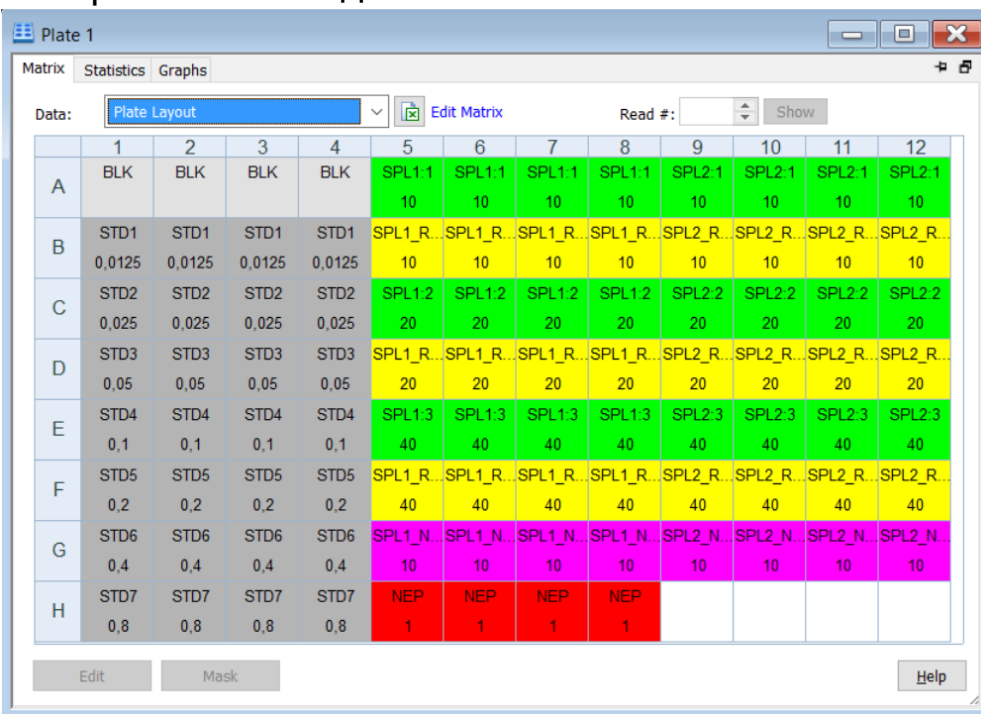 Plate 1
Matrix Statistics Graphs
Data: Plate Layout Edit Matrix Read #: Show
1 2 3 4 5 6 7 8 9 10 11 12
A BLK BLK BLK BLK SPL1:1 SPL1:1 SPL1:1 SPL1:1 SPL2:1 SPL2:1 SPL2:1 SPL2:1
10 10 10 10 10 10 10 10
B STD1 STD1 STD1 STD1 SPL1_R... SPL1_R... SPL1_R... SPL1_R... SPL2_R... SPL2_R... SPL2_R... SPL2_R...
0,0125 0,0125 0,0125 0,0125 10 10 10 10 10 10 10 10
C STD2 STD2 STD2 STD2 SPL1:2 SPL1:2 SPL1:2 SPL1:2 SPL2:2 SPL2:2 SPL2:2 SPL2:2
0,025 0,025 0,025 0,025 20 20 20 20 20 20 20 20
D STD3 STD3 STD3 STD3 SPL1_R... SPL1_R... SPL1_R... SPL1_R... SPL2_R... SPL2_R... SPL2_R... SPL2_R...
0,05 0,05 0,05 0,05 20 20 20 20 20 20 20 20
E STD4 STD4 STD4 STD4 SPL1:3 SPL1:3 SPL1:3 SPL1:3 SPL2:3 SPL2:3 SPL2:3 SPL2:3
0,1 0,1 0,1 0,1 40 40 40 40 40 40 40 40
F STD5 STD5 STD5 STD5 SPL1_R... SPL1_R... SPL1_R... SPL1_R... SPL2_R... SPL2_R... SPL2_R... SPL2_R...
0,2 0,2 0,2 0,2 40 40 40 40 40 40 40 40
G STD6 STD6 STD6 STD6 SPL1_N... SPL1_N... SPL1_N... SPL1_N... SPL2_N... SPL2_N... SPL2_N... SPL2_N...
0,4 0,4 0,4 0,4 10 10 10 10 10 10 10 10
H STD7 STD7 STD7 STD7 NEP NEP NEP NEP
0,8 0,8 0,8 0,8 1 1 1 1
Edit Mask Help